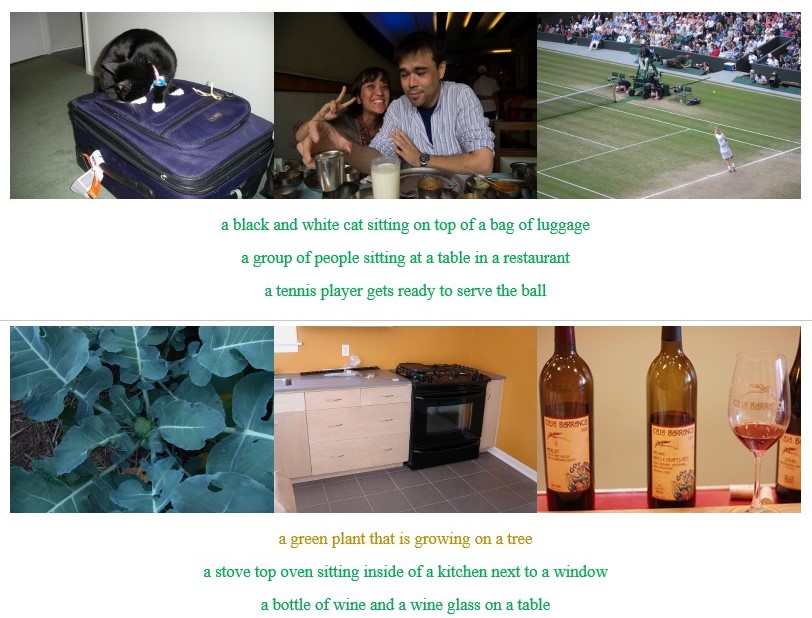 a black and white cat sitting on top of a bag of luggage
a group of people sitting at a table in a restaurant
a tennis player gets ready to serve the ball
a green plant that is growing on a tree
a stove top oven sitting inside of a kitchen next to a window
a bottle of wine and a wine glass on a table